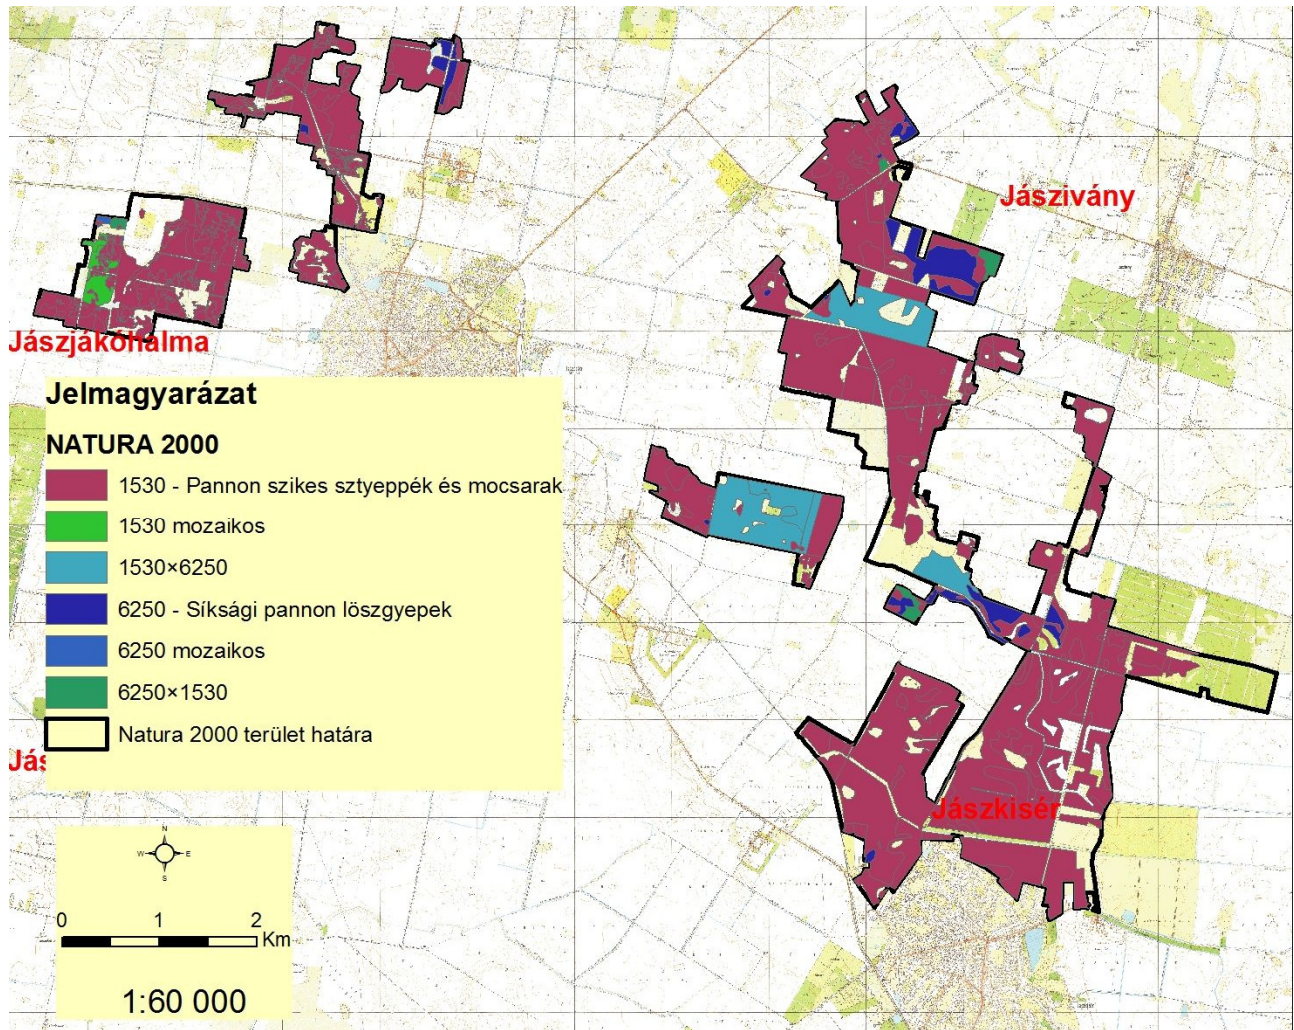 Jászivány
Jászjákóhalma
Jelmagyarázat
NATURA 2000
1530 - Pannon szikes sztyeppék és mocsarak
1530 mozaikos
1530×6250
6250 - Síksági pannon löszgyepek
6250 mozaikos
6250×1530
Natura 2000 terület határa
Jás
Jászkisér
N
W E
S
0 1 2
Km
1:60 000